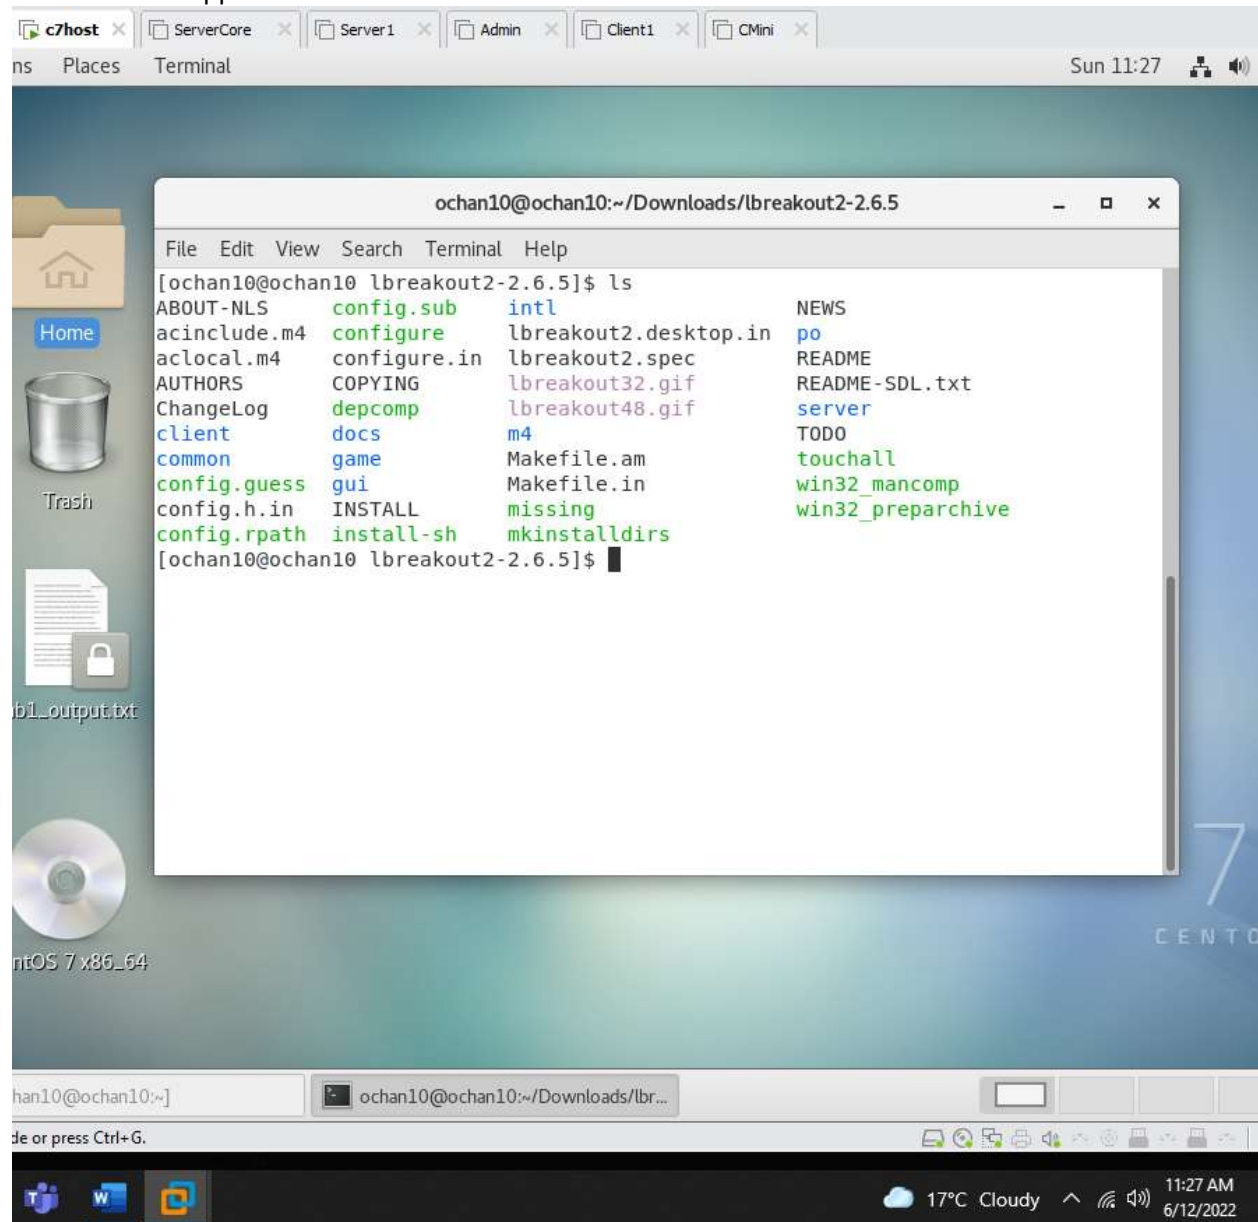 c7host ServerCore Server1 Admin Client1 CMini
ns Places Terminal Sun 11:27
ochan10@ochan10:~/Downloads/lbreakout2-2.6.5
File Edit View Search Terminal Help
[ochan10@ochan10 lbreakout2-2.6.5]$ ls
ABOUT-NLS config.sub intl NEWS
acinclude.m4 configure lbreakout2.desktop.in po
aclocal.m4 configure.in lbreakout2.spec README
AUTHORS COPYING lbreakout32.gif README-SDL.txt
ChangeLog depcomp lbreakout48.gif server
client docs m4 TODO
common game Makefile.am touchall
config.guess gui Makefile.in win32_mancomp
config.h.in INSTALL missing win32_preparchive
config.rpath install-sh mkinstalldirs
[ochan10@ochan10 lbreakout2-2.6.5]$
Home
Trash
b1_output.txt
7
CENTO
ntOS 7 x86_64
han10@ochan10:~] ochan10@ochan10:~/Downloads/lbr...
de or press Ctrl+G.
17°C Cloudy 11:27 AM
6/12/2022